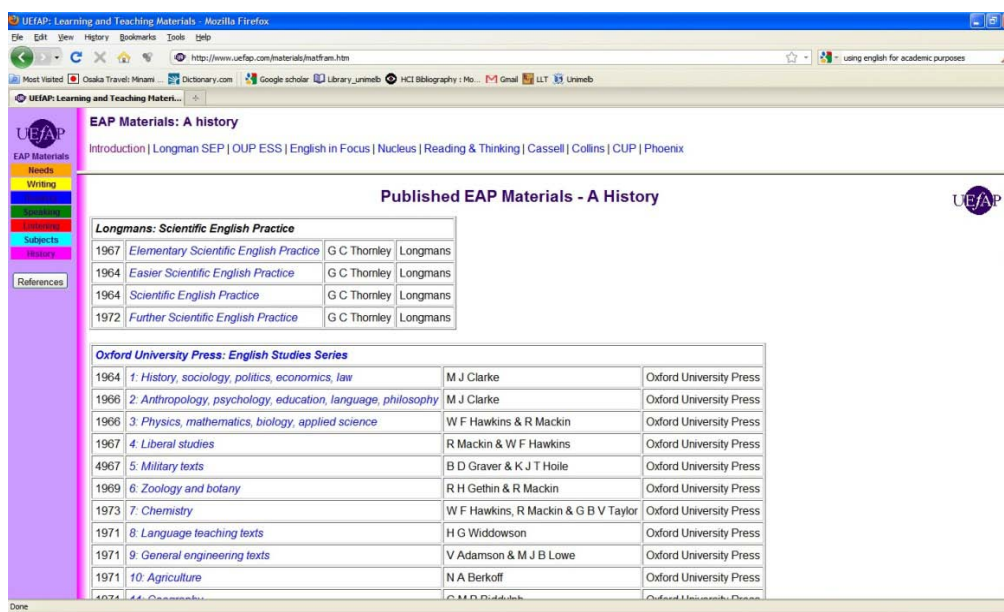 UEfAP: Learning and Teaching Materials - Mozilla Firefox
File Edit View History Bookmarks Tools Help
http://www.uefap.com/materials/matfram.htm
using english for academic purposes
Most Visited Osaka Travel: Minami ... Dictionary.com Google scholar Library_unimelb HCI Bibliography : Mo... Gmail LLT Unimelb
UEfAP: Learning and Teaching Materi...
UEfAP
EAP Materials
Needs
Writing
Speaking
Listening
Subjects
History
References
EAP Materials: A history
Introduction | Longman SEP | OUP ESS | English in Focus | Nucleus | Reading & Thinking | Cassell | Collins | CUP | Phoenix
Published EAP Materials - A History
UEfAP
Longmans: Scientific English Practice
1967 Elementary Scientific English Practice G C Thornley Longmans
1964 Easier Scientific English Practice G C Thornley Longmans
1964 Scientific English Practice G C Thornley Longmans
1972 Further Scientific English Practice G C Thornley Longmans
Oxford University Press: English Studies Series
1964 1: History, sociology, politics, economics, law M J Clarke Oxford University Press
1966 2: Anthropology, psychology, education, language, philosophy M J Clarke Oxford University Press
1966 3: Physics, mathematics, biology, applied science W F Hawkins & R Mackin Oxford University Press
1967 4: Liberal studies R Mackin & W F Hawkins Oxford University Press
4967 5: Military texts B D Graver & K J T Hoile Oxford University Press
1969 6: Zoology and botany R H Gethin & R Mackin Oxford University Press
1973 7: Chemistry W F Hawkins, R Mackin & G B V Taylor Oxford University Press
1971 8: Language teaching texts H G Widdowson Oxford University Press
1971 9: General engineering texts V Adamson & M J B Lowe Oxford University Press
1971 10: Agriculture N A Berkoff Oxford University Press
Done